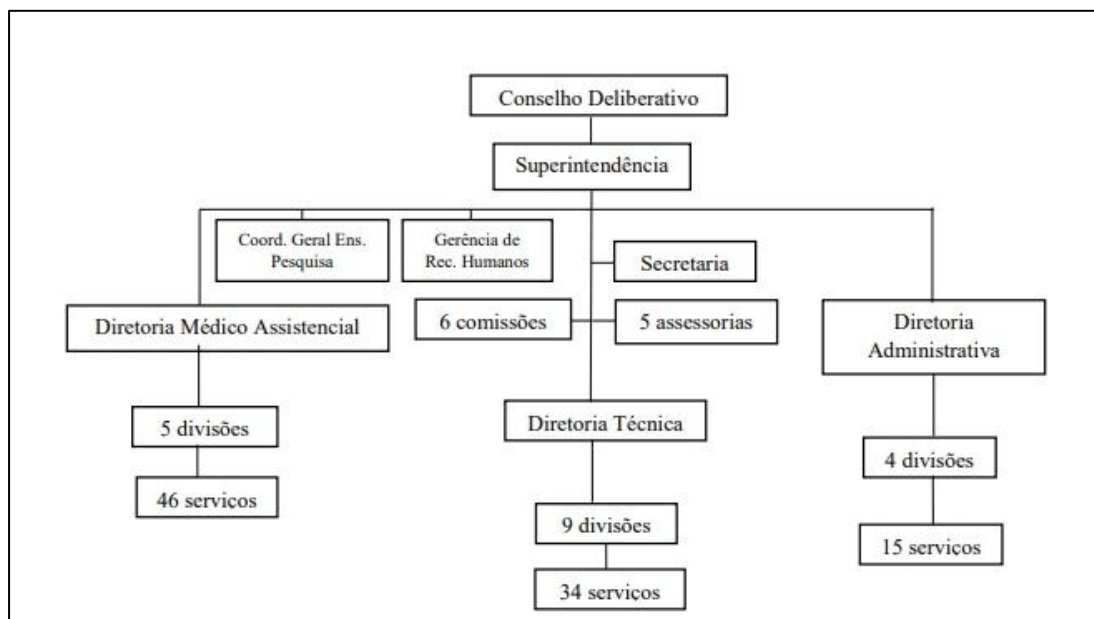 Conselho Deliberativo
Superintendência
Coord. Geral Ens.
Pesquisa
Gerência de
Rec. Humanos
Secretaria
6 comissões
5 assessorias
Diretoria Médico Assistencial
Diretoria
Administrativa
5 divisões
46 serviços
Diretoria Técnica
9 divisões
34 serviços
4 divisões
15 serviços